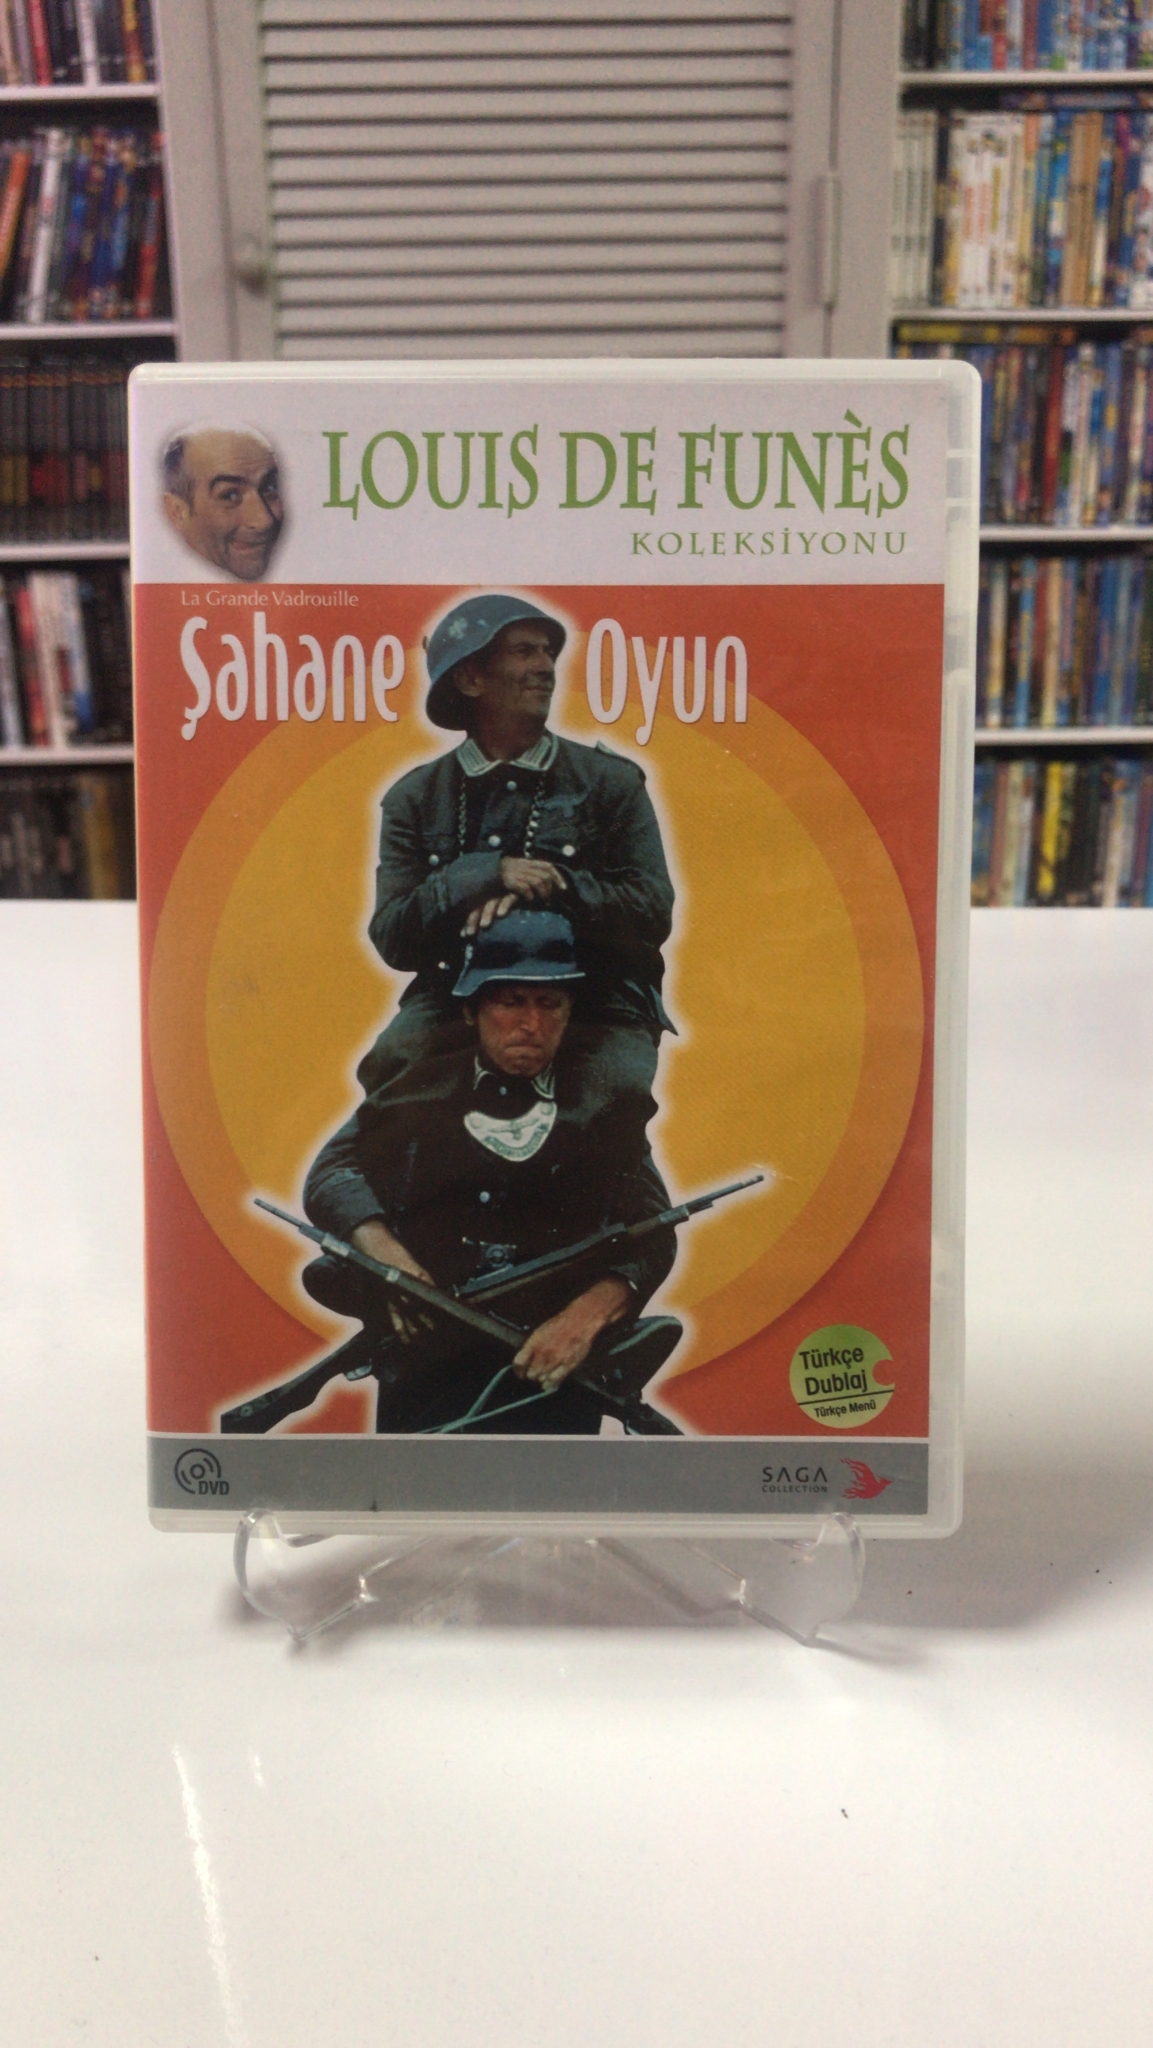 LOUIS DE FUNÈS
KOLEKSİYONU
La Grande Vadrouille
Şahane Oyun
Türkçe
Dublaj
Türkçe Menü
DVD
SAGA
COLLECTION